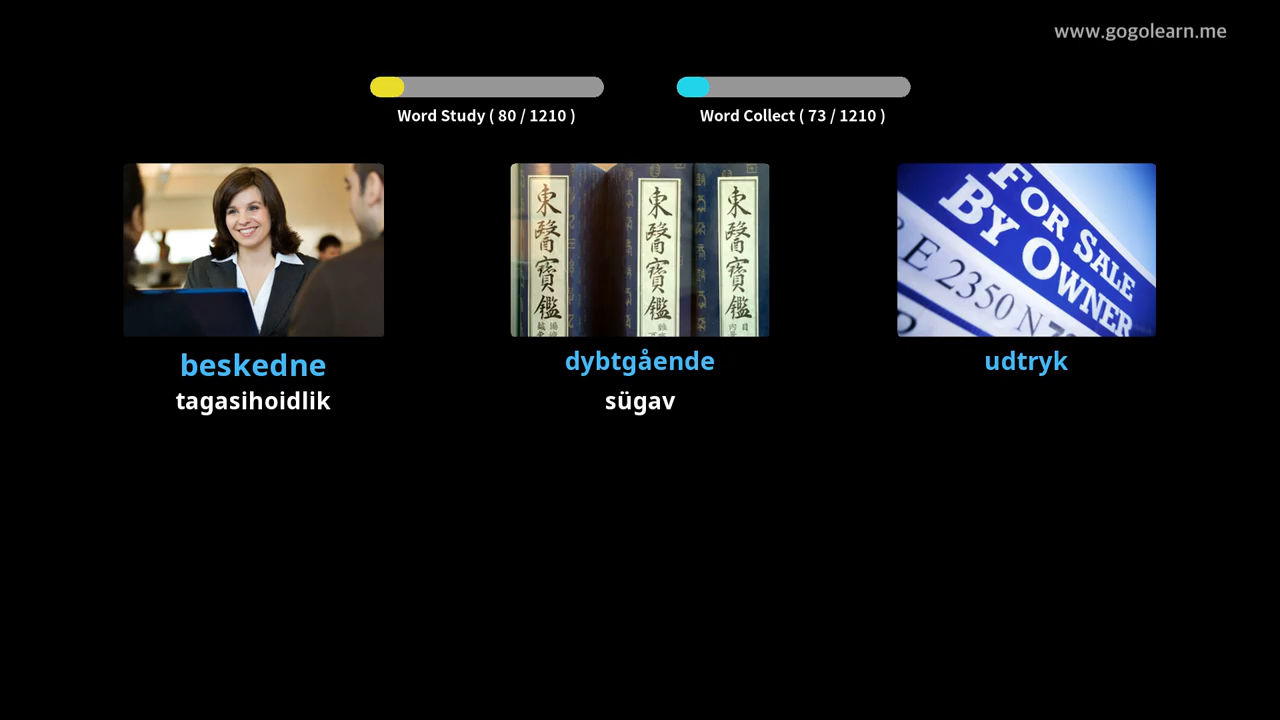 www.gogolearn.me
Word Study ( 80 / 1210 )
Word Collect ( 73 / 1210 )
東醫寶鑑
東醫寶鑑
東醫寶鑑
FOR SALE
BY OWNER
E 2350 N
beskedne
dybtgående
udtryk
tagasihoidlik
sügav